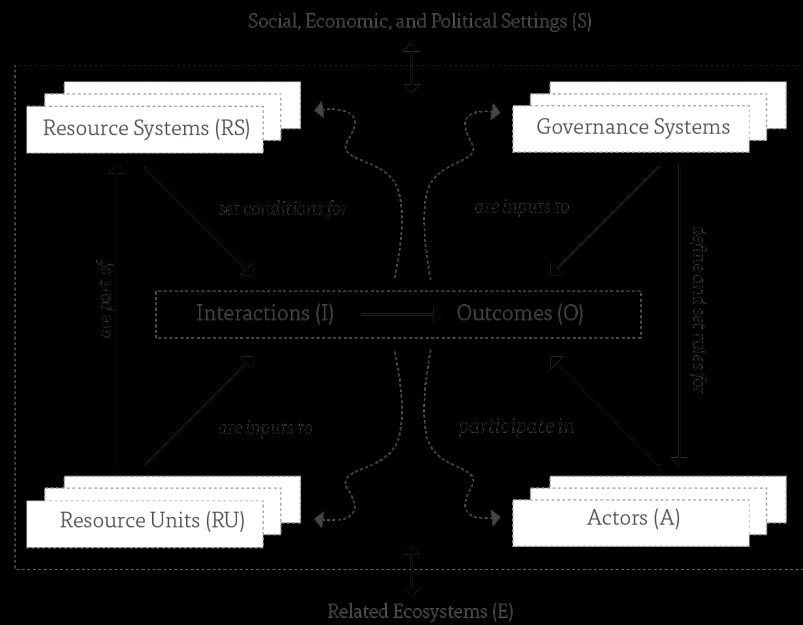 Social, Economic, and Political Settings (S)
Resource Systems (RS)
Governance Systems
set conditions for
are inputs to
are part of
define and set rules for
Interactions (I)
Outcomes (O)
are inputs to
participate in
Resource Units (RU)
Actors (A)
Related Ecosystems (E)